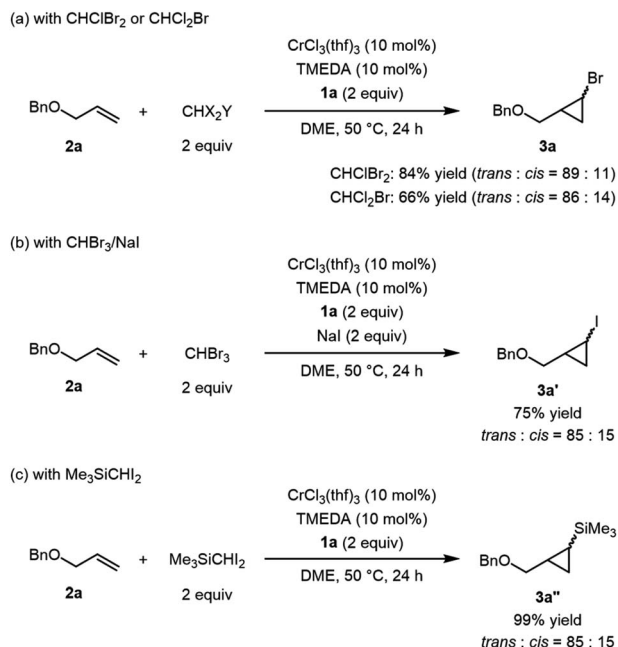 (a) with CHClBr₂ or CHCl₂Br
CrCl₃(thf)₃ (10 mol%)
TMEDA (10 mol%)
1a (2 equiv)
BnO + CHX₂Y Br BnO
2a 2 equiv DME, 50 °C, 24 h 3a
CHClBr₂: 84% yield (trans : cis = 89 : 11)
CHCl₂Br: 66% yield (trans : cis = 86 : 14)
(b) with CHBr₃/NaI
CrCl₃(thf)₃ (10 mol%)
TMEDA (10 mol%)
1a (2 equiv)
NaI (2 equiv)
BnO + CHBr₃ I BnO
2a 2 equiv DME, 50 °C, 24 h 3a'
75% yield
trans : cis = 85 : 15
(c) with Me₃SiCHI₂
CrCl₃(thf)₃ (10 mol%)
TMEDA (10 mol%)
1a (2 equiv)
BnO + Me₃SiCHI₂ SiMe₃ BnO
2a 2 equiv DME, 50 °C, 24 h 3a"
99% yield
trans : cis = 85 : 15